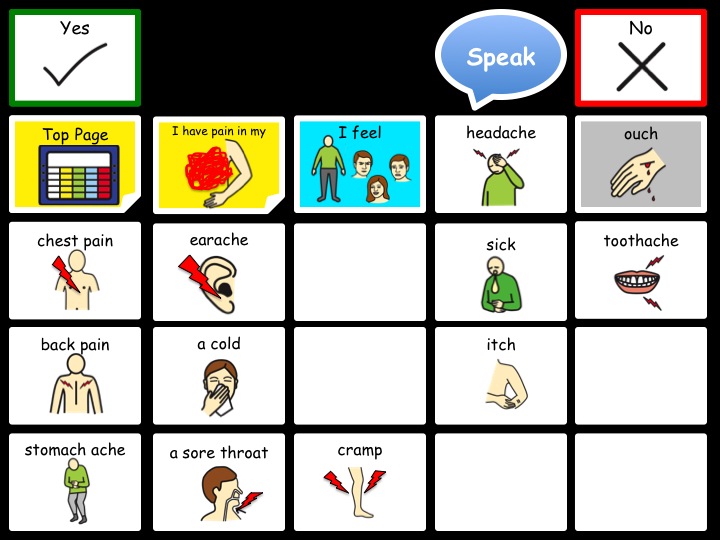 Yes
Speak
No
Top Page
I have pain in my
I feel
headache
ouch
chest pain
earache
sick
toothache
back pain
a cold
itch
stomach ache
a sore throat
cramp